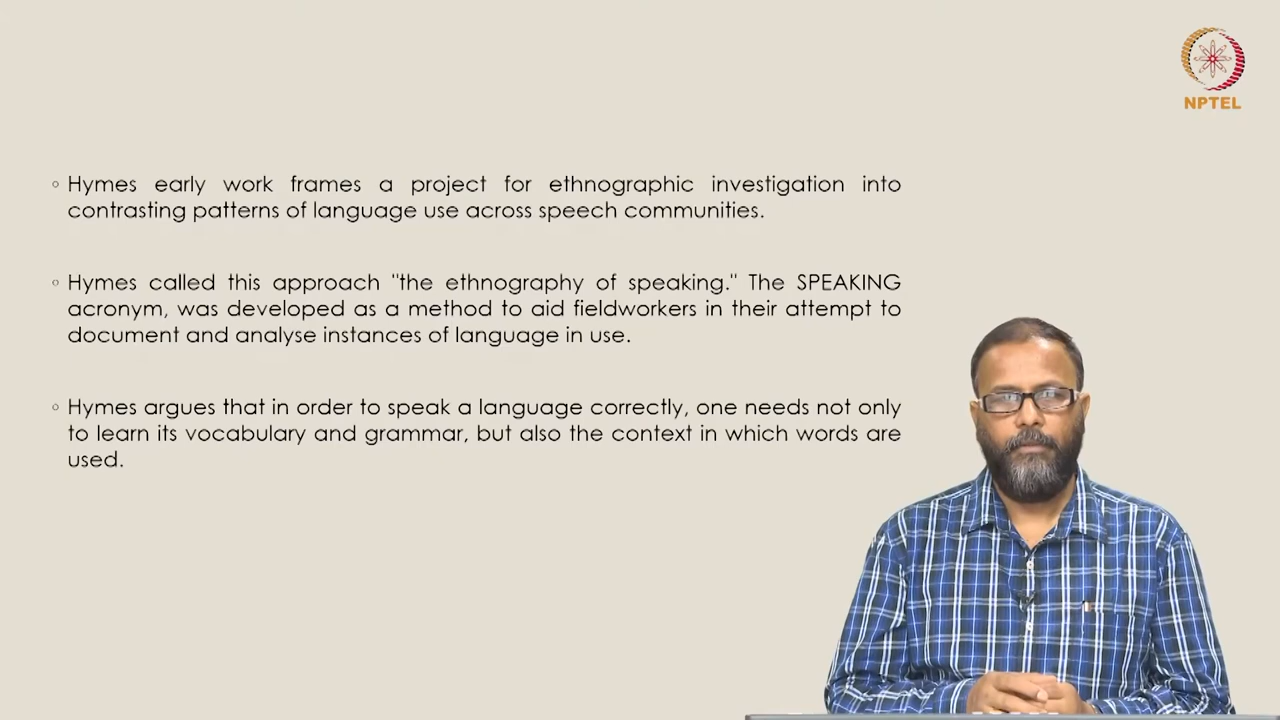 NPTEL
◦ Hymes early work frames a project for ethnographic investigation into
contrasting patterns of language use across speech communities.
◦ Hymes called this approach "the ethnography of speaking." The SPEAKING
acronym, was developed as a method to aid fieldworkers in their attempt to
document and analyse instances of language in use.
◦ Hymes argues that in order to speak a language correctly, one needs not only
to learn its vocabulary and grammar, but also the context in which words are
used.